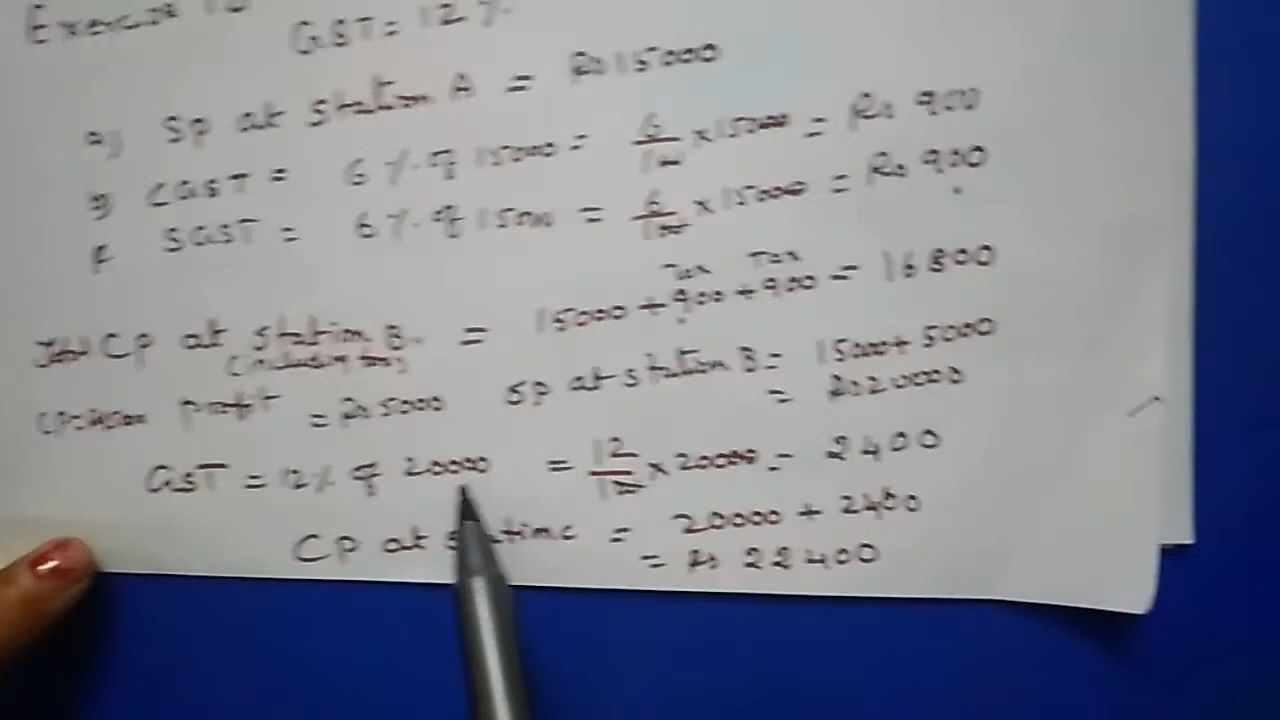 Exercise
GST = 12%
a) SP at Station A = Rs 15000
CGST = 6% of 15000 = 6/100 x 15000 = Rs 900
SGST = 6% of 15000 = 6/100 x 15000 = Rs 900
Tax Tax
CP at station B = 15000 + 900 + 900 = 16800
Profit = Rs 5000 SP at station B = 15000 + 5000
= Rs 20000
GST = 12% of 20000 = 12/100 x 20000 = 2400
CP at station C = 20000 + 2400
= Rs 22400